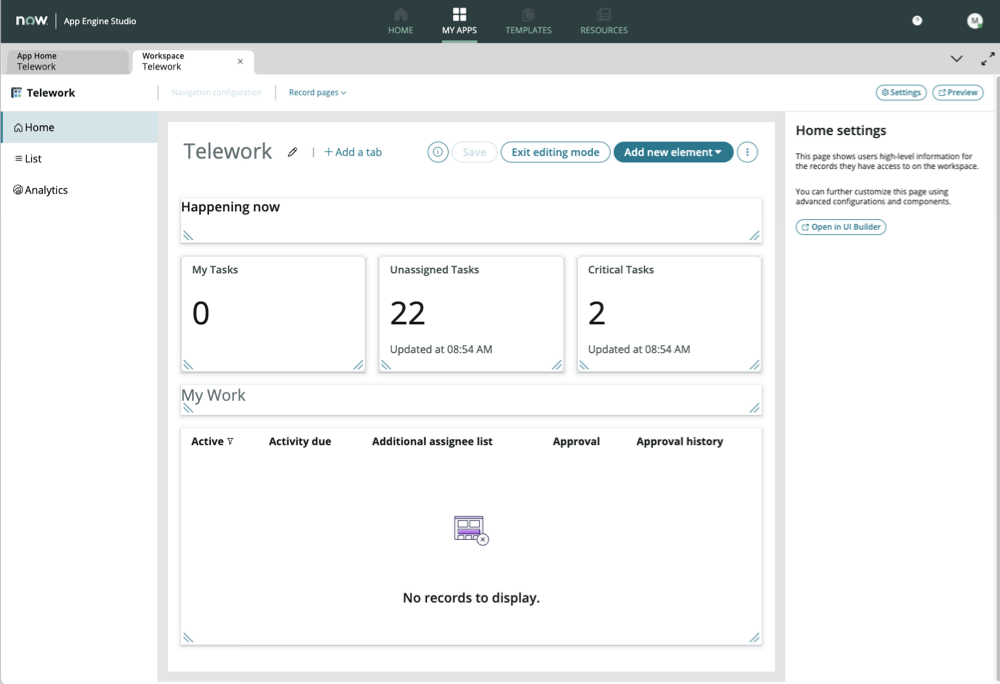 now
App Engine Studio
HOME
MY APPS
TEMPLATES
RESOURCES
?
M
App Home
Telework
Workspace
Telework
Telework
Navigation configuration
Record pages
Settings
Preview
Home
List
Analytics
Telework
+ Add a tab
Save
Exit editing mode
Add new element
Happening now
My Tasks
0
Unassigned Tasks
22
Updated at 08:54 AM
Critical Tasks
2
Updated at 08:54 AM
My Work
Active
Activity due
Additional assignee list
Approval
Approval history
No records to display.
Home settings
This page shows users high-level information for
the records they have access to on the workspace.
You can further customize this page using
advanced configurations and components.
Open in UI Builder